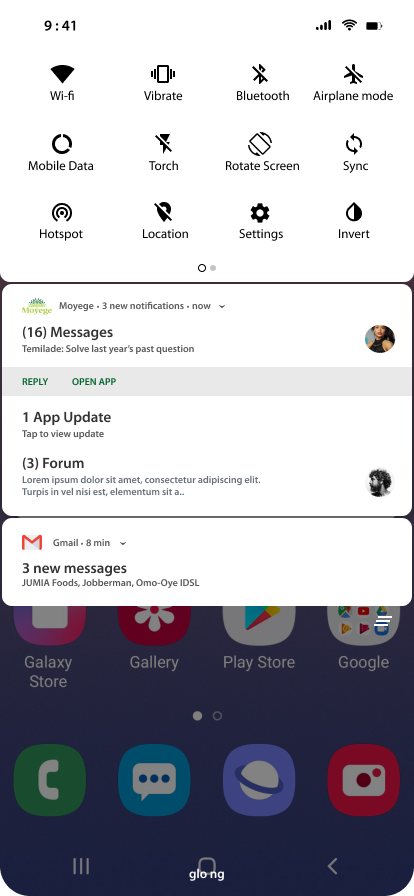 9 : 41
Wi-fi Vibrate Bluetooth Airplane mode
Mobile Data Torch Rotate Screen Sync
Hotspot Location Settings Invert
Moyege Moyege • 3 new notifications • now
(16) Messages
Temilade: Solve last year's past question
REPLY OPEN APP
1 App Update
Tap to view update
(3) Forum
Lorem ipsum dolor sit amet, consectetur adipiscing elit.
Turpis in vel nisi est, elementum sit a..
Gmail • 8 min
3 new messages
JUMIA Foods, Jobberman, Omo-Oye IDSL
Galaxy Store Gallery Play Store Google
glo ng